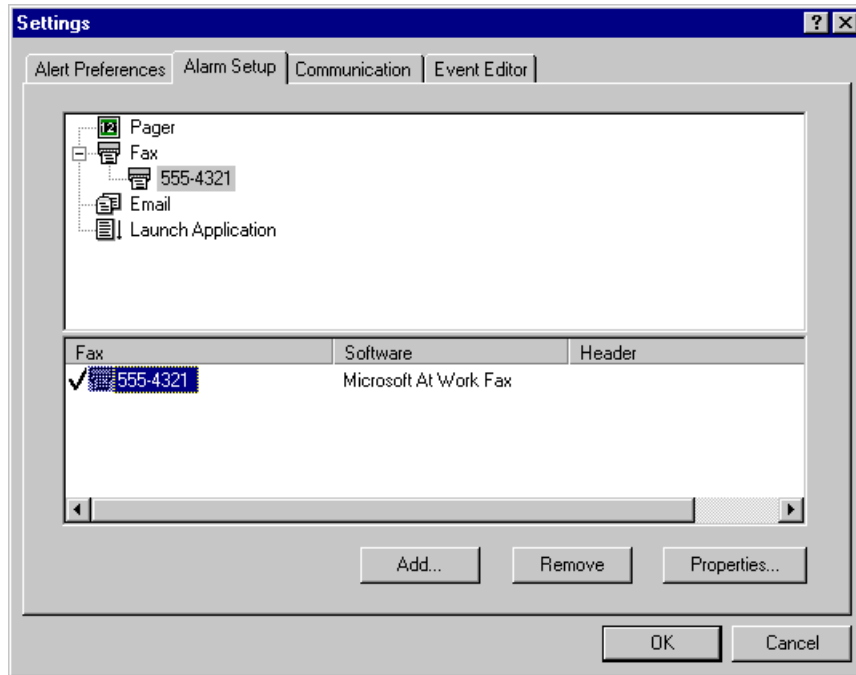 Settings
Alert Preferences Alarm Setup Communication Event Editor
12 Pager
Fax
555-4321
Email
Launch Application
Fax Software Header
555-4321 Microsoft At Work Fax
Add... Remove Properties...
OK Cancel